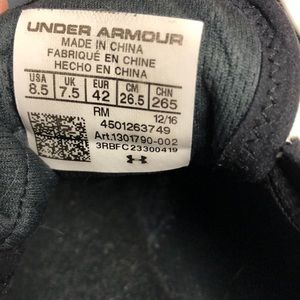 UNDER ARMOUR
MADE IN CHINA
FABRIQUÉ EN CHINE
HECHO EN CHINA
USA UK EUR CM CHN
8.5 7.5 42 26.5 265
RM 12/16
4501263749
Art.1301790-002
3RBFC23300419